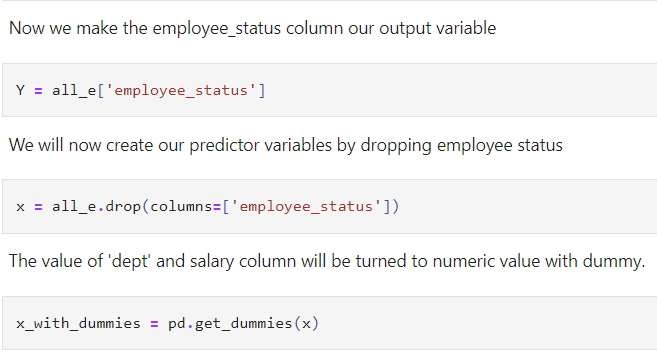 Now we make the employee_status column our output variable
Y = all_e['employee_status']
We will now create our predictor variables by dropping employee status
x = all_e.drop(columns=['employee_status'])
The value of 'dept' and salary column will be turned to numeric value with dummy.
x_with_dummies = pd.get_dummies(x)